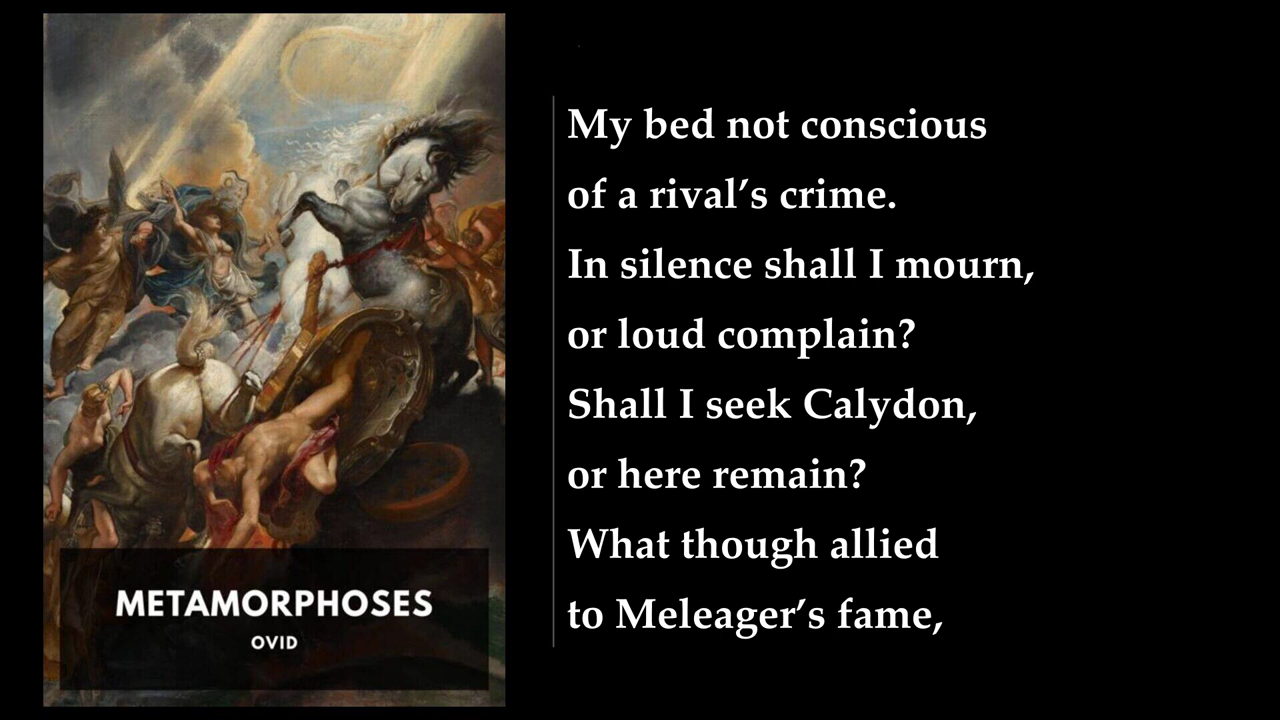 METAMORPHOSES
OVID
My bed not conscious
of a rival’s crime.
In silence shall I mourn,
or loud complain?
Shall I seek Calydon,
or here remain?
What though allied
to Meleager’s fame,